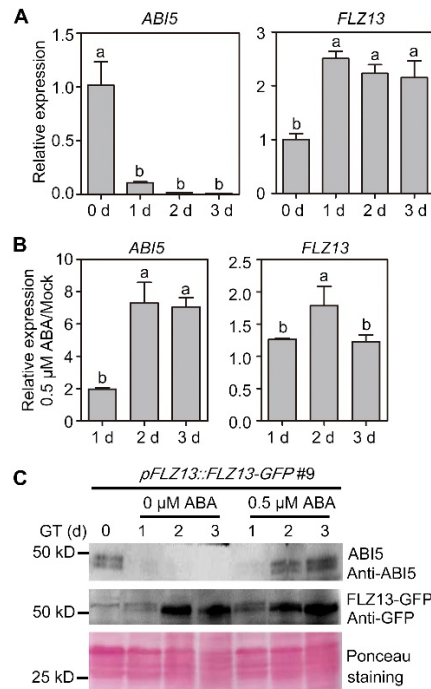 A
ABI5
FLZ13
Relative expression
1.5
1.0
0.5
0.0
a
b
b
b
0 d 1 d 2 d 3 d
3
2
1
0
b
a
a
a
0 d 1 d 2 d 3 d
B
ABI5
FLZ13
Relative expression
0.5 µM ABA/Mock
10
8
6
4
2
0
b
a
a
1 d 2 d 3 d
2.5
2.0
1.5
1.0
0.5
0.0
b
a
b
1 d 2 d 3 d
C
pFLZ13::FLZ13-GFP #9
0 µM ABA 0.5 µM ABA
GT (d) 0 1 2 3 1 2 3
50 kD
ABI5
Anti-ABI5
50 kD
FLZ13-GFP
Anti-GFP
25 kD
Ponceau
staining